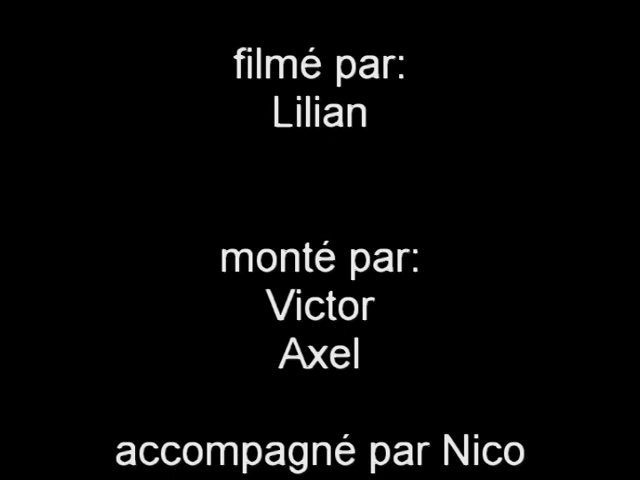 filmé par:
Lilian
monté par:
Victor
Axel
accompagné par Nico